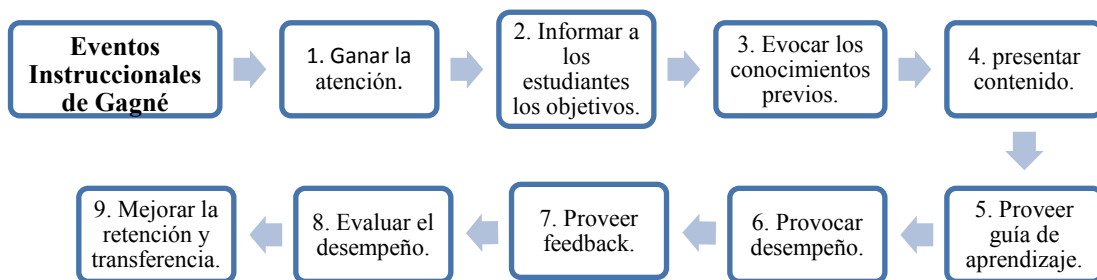 Eventos
Instruccionales
de Gagné
1. Ganar la
atención.
2. Informar a
los
estudiantes
los objetivos.
3. Evocar los
conocimientos
previos.
4. presentar
contenido.
5. Proveer
guía de
aprendizaje.
6. Provocar
desempeño.
7. Proveer
feedback.
8. Evaluar el
desempeño.
9. Mejorar la
retención y
transferencia.